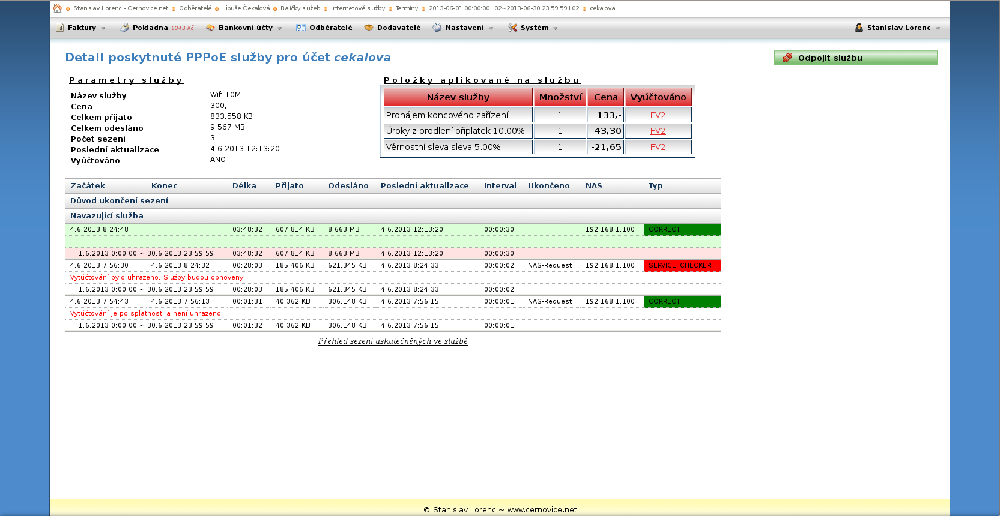 Stanislav Lorenc - Cernovice.net Odběratelé Libuše Čekalová Balíčky služeb Internetové služby Termíny 2013-06-01 00:00:00+02~2013-06-30 23:59:59+02 cekalova
Faktury Pokladna 6043 Kč Bankovní účty Odběratelé Dodavatelé Nastavení Systém Stanislav Lorenc
Detail poskytnuté PPPoE služby pro účet cekalova
Odpojit službu
Parametry služby
Název služby Wifi 10M
Cena 300,-
Celkem přijato 833.558 KB
Celkem odesláno 9.567 MB
Počet sezení 3
Poslední aktualizace 4.6.2013 12:13:20
Vyúčtováno ANO
Položky aplikované na službu
Název služby Množství Cena Vyúčtováno
Pronájem koncového zařízení 1 133,- FV2
Úroky z prodlení příplatek 10.00% 1 43,30 FV2
Věrnostní sleva sleva 5.00% 1 -21,65 FV2
Začátek Konec Délka Přijato Odesláno Poslední aktualizace Interval Ukončeno NAS Typ
Důvod ukončení sezení
Navazující služba
4.6.2013 8:24:48 03:48:32 607.814 KB 8.663 MB 4.6.2013 12:13:20 00:00:30 192.168.1.100 CORRECT
1.6.2013 0:00:00 ~ 30.6.2013 23:59:59 03:48:32 607.814 KB 8.663 MB 4.6.2013 12:13:20 00:00:30
4.6.2013 7:56:30 4.6.2013 8:24:32 00:28:03 185.406 KB 621.345 KB 4.6.2013 8:24:33 00:00:02 NAS-Request 192.168.1.100 SERVICE_CHECKER
Vytúčtování bylo uhrazeno. Služby budou obnoveny
1.6.2013 0:00:00 ~ 30.6.2013 23:59:59 00:28:03 185.406 KB 621.345 KB 4.6.2013 8:24:33 00:00:02
4.6.2013 7:54:43 4.6.2013 7:56:13 00:01:31 40.362 KB 306.148 KB 4.6.2013 7:56:15 00:00:01 NAS-Request 192.168.1.100 CORRECT
Vytúčtování je po splatnosti a není uhrazeno
1.6.2013 0:00:00 ~ 30.6.2013 23:59:59 00:01:32 40.362 KB 306.148 KB 4.6.2013 7:56:15 00:00:01
Přehled sezení uskutečněných ve službě
© Stanislav Lorenc ~ www.cernovice.net